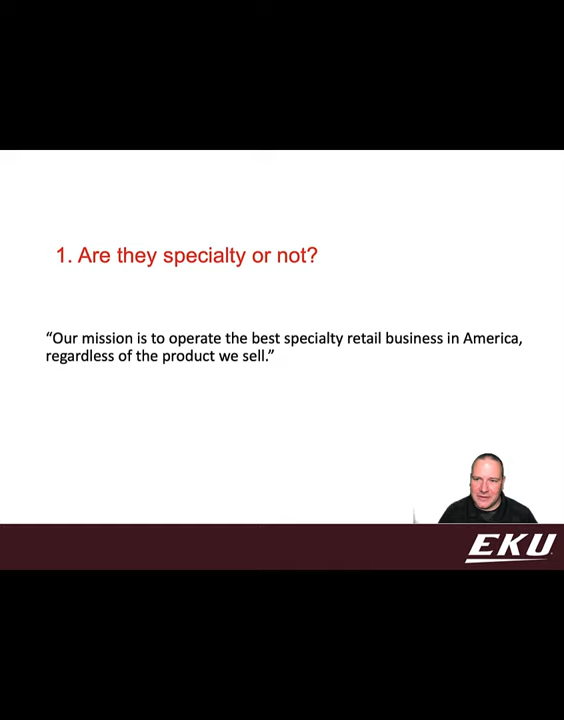 1. Are they specialty or not?
“Our mission is to operate the best specialty retail business in America,
regardless of the product we sell.”
EKU